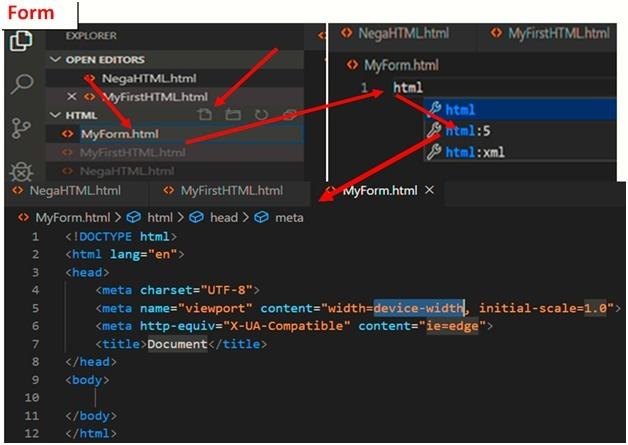 Form
EXPLORER
OPEN EDITORS
NegaHTML.html
MyFirstHTML.html
HTML
MyForm.html
MyFirstHTML.html
NegaHTML.html
NegaHTML.html
MyFirstHTML.html
MyForm.html
1 html
html
html:5
html:xml
NegaHTML.html MyFirstHTML.html MyForm.html
MyForm.html > html > head > meta
1 <!DOCTYPE html>
2 <html lang="en">
3 <head>
4 <meta charset="UTF-8">
5 <meta name="viewport" content="width=device-width, initial-scale=1.0">
6 <meta http-equiv="X-UA-Compatible" content="ie=edge">
7 <title>Document</title>
8 </head>
9 <body>
10
11 </body>
12 </html>